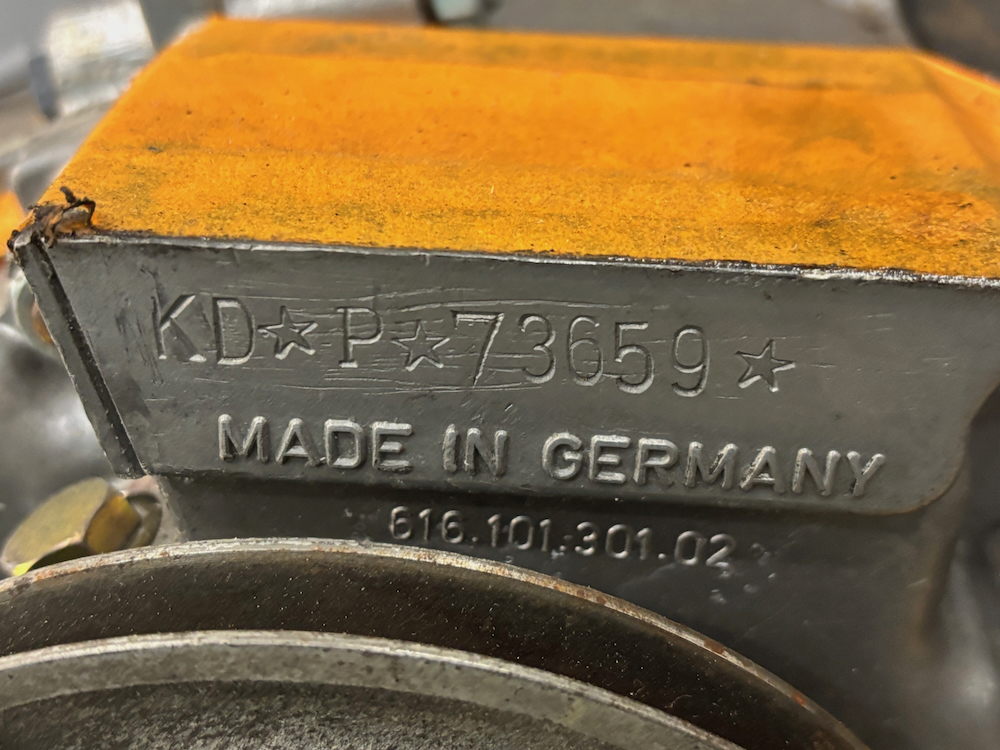 KD☆P☆73659☆
MADE IN GERMANY
616.101.301.02